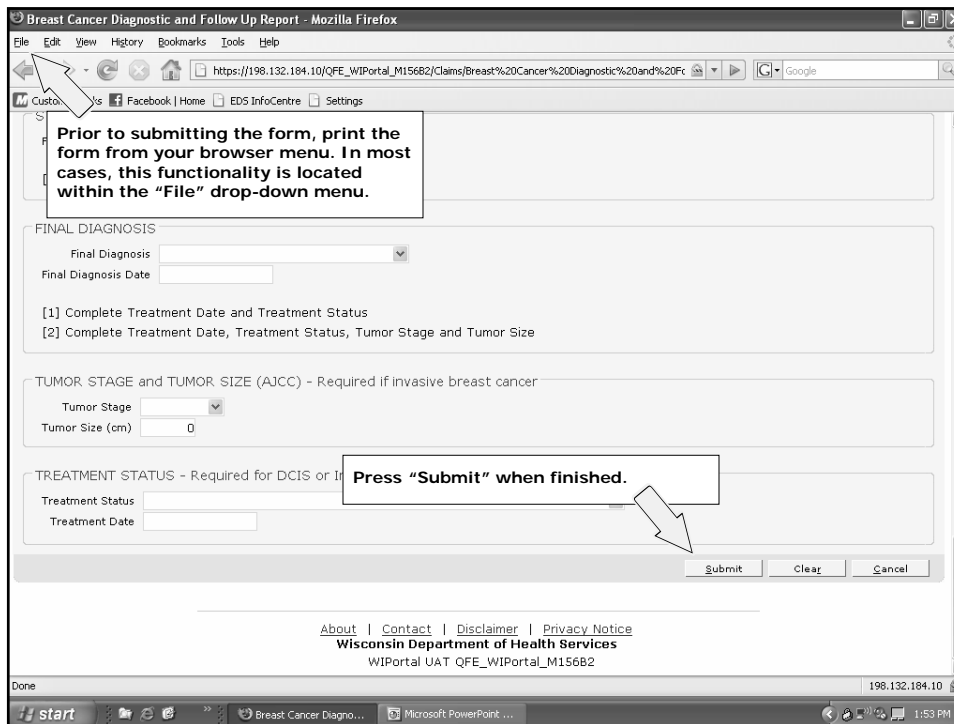 Breast Cancer Diagnostic and Follow Up Report - Mozilla Firefox
File Edit View History Bookmarks Tools Help
https://198.132.184.10/QFE_WIPortal_M156B2/Claims/Breast%20Cancer%20Diagnostic%20and%20Fc
G Google
Facebook | Home EDS InfoCentre Settings
Prior to submitting the form, print the
form from your browser menu. In most
cases, this functionality is located
within the “File” drop-down menu.
FINAL DIAGNOSIS
Final Diagnosis
Final Diagnosis Date
[1] Complete Treatment Date and Treatment Status
[2] Complete Treatment Date, Treatment Status, Tumor Stage and Tumor Size
TUMOR STAGE and TUMOR SIZE (AJCC) - Required if invasive breast cancer
Tumor Stage
Tumor Size (cm) 0
TREATMENT STATUS - Required for DCIS or
Press “Submit” when finished.
Treatment Status
Treatment Date
Submit Clear Cancel
About | Contact | Disclaimer | Privacy Notice
Wisconsin Department of Health Services
WIPortal UAT QFE_WIPortal_M156B2
Done 198.132.184.10
start Breast Cancer Diagno... Microsoft PowerPoint ... 1:53 PM